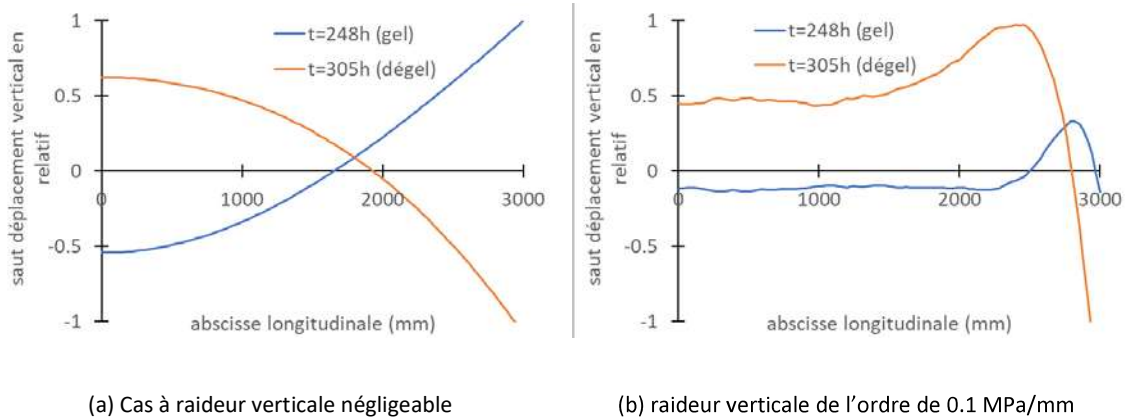 saut déplacement vertical en
relatif
1
0.5
0
-0.5
-1
t=248h (gel)
t=305h (dégel)
0
1000
2000
3000
abscisse longitudinale (mm)
saut déplacement vertical en
relatif
1
0.5
0
-0.5
-1
t=248h (gel)
t=305h (dégel)
0
1000
2000
3000
abscisse longitudinale (mm)
(a) Cas à raideur verticale négligeable
(b) raideur verticale de l’ordre de 0.1 MPa/mm